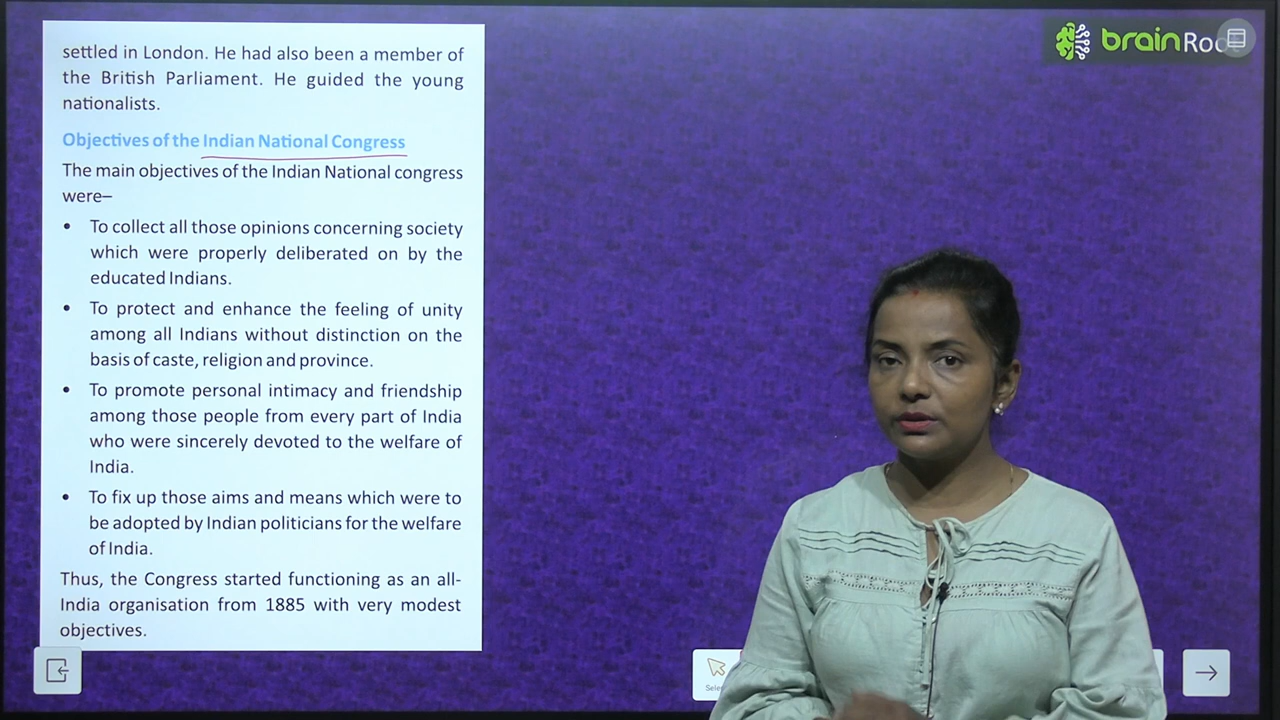 settled in London. He had also been a member of
the British Parliament. He guided the young
nationalists.
Objectives of the Indian National Congress
The main objectives of the Indian National congress
were–
• To collect all those opinions concerning society
which were properly deliberated on by the
educated Indians.
• To protect and enhance the feeling of unity
among all Indians without distinction on the
basis of caste, religion and province.
• To promote personal intimacy and friendship
among those people from every part of India
who were sincerely devoted to the welfare of
India.
• To fix up those aims and means which were to
be adopted by Indian politicians for the welfare
of India.
Thus, the Congress started functioning as an all-
India organisation from 1885 with very modest
objectives.
brain